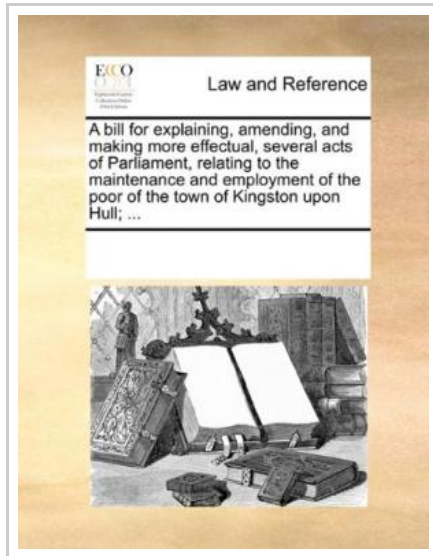 ECCO
Law and Reference
A bill for explaining, amending, and
making more effectual, several acts
of Parliament, relating to the
maintenance and employment of the
poor of the town of Kingston upon
Hull; ...